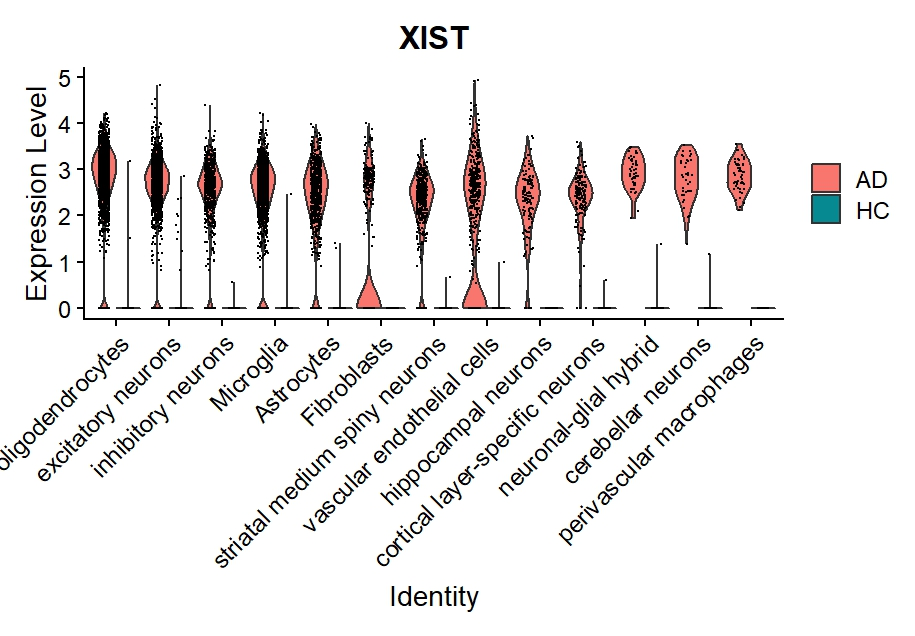 XIST
Expression Level
5
4
3
2
1
0
oligodendrocytes
excitatory neurons
inhibitory neurons
Microglia
Astrocytes
Fibroblasts
striatal medium spiny neurons
vascular endothelial cells
hippocampal neurons
cortical layer-specific neurons
neuronal-glial hybrid
cerebellar neurons
perivascular macrophages
Identity
AD
HC